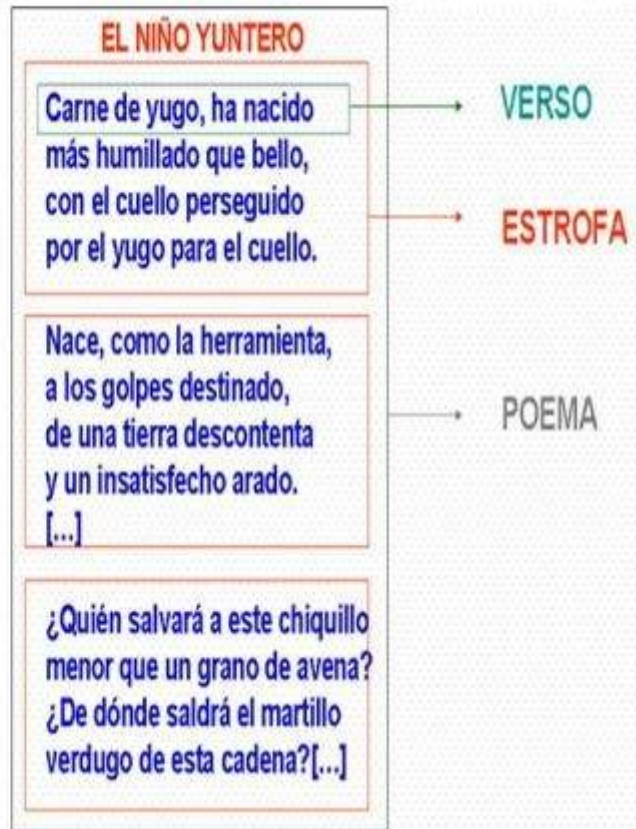 EL NIÑO YUNTERO
Carne de yugo, ha nacido
más humillado que bello,
con el cuello perseguido
por el yugo para el cuello.
Nace, como la herramienta,
a los golpes destinado,
de una tierra descontenta
y un insatisfecho arado.
[...]
¿Quién salvará a este chiquillo
menor que un grano de avena?
¿De dónde saldrá el martillo
verdugo de esta cadena?[...]
VERSO
ESTROFA
POEMA